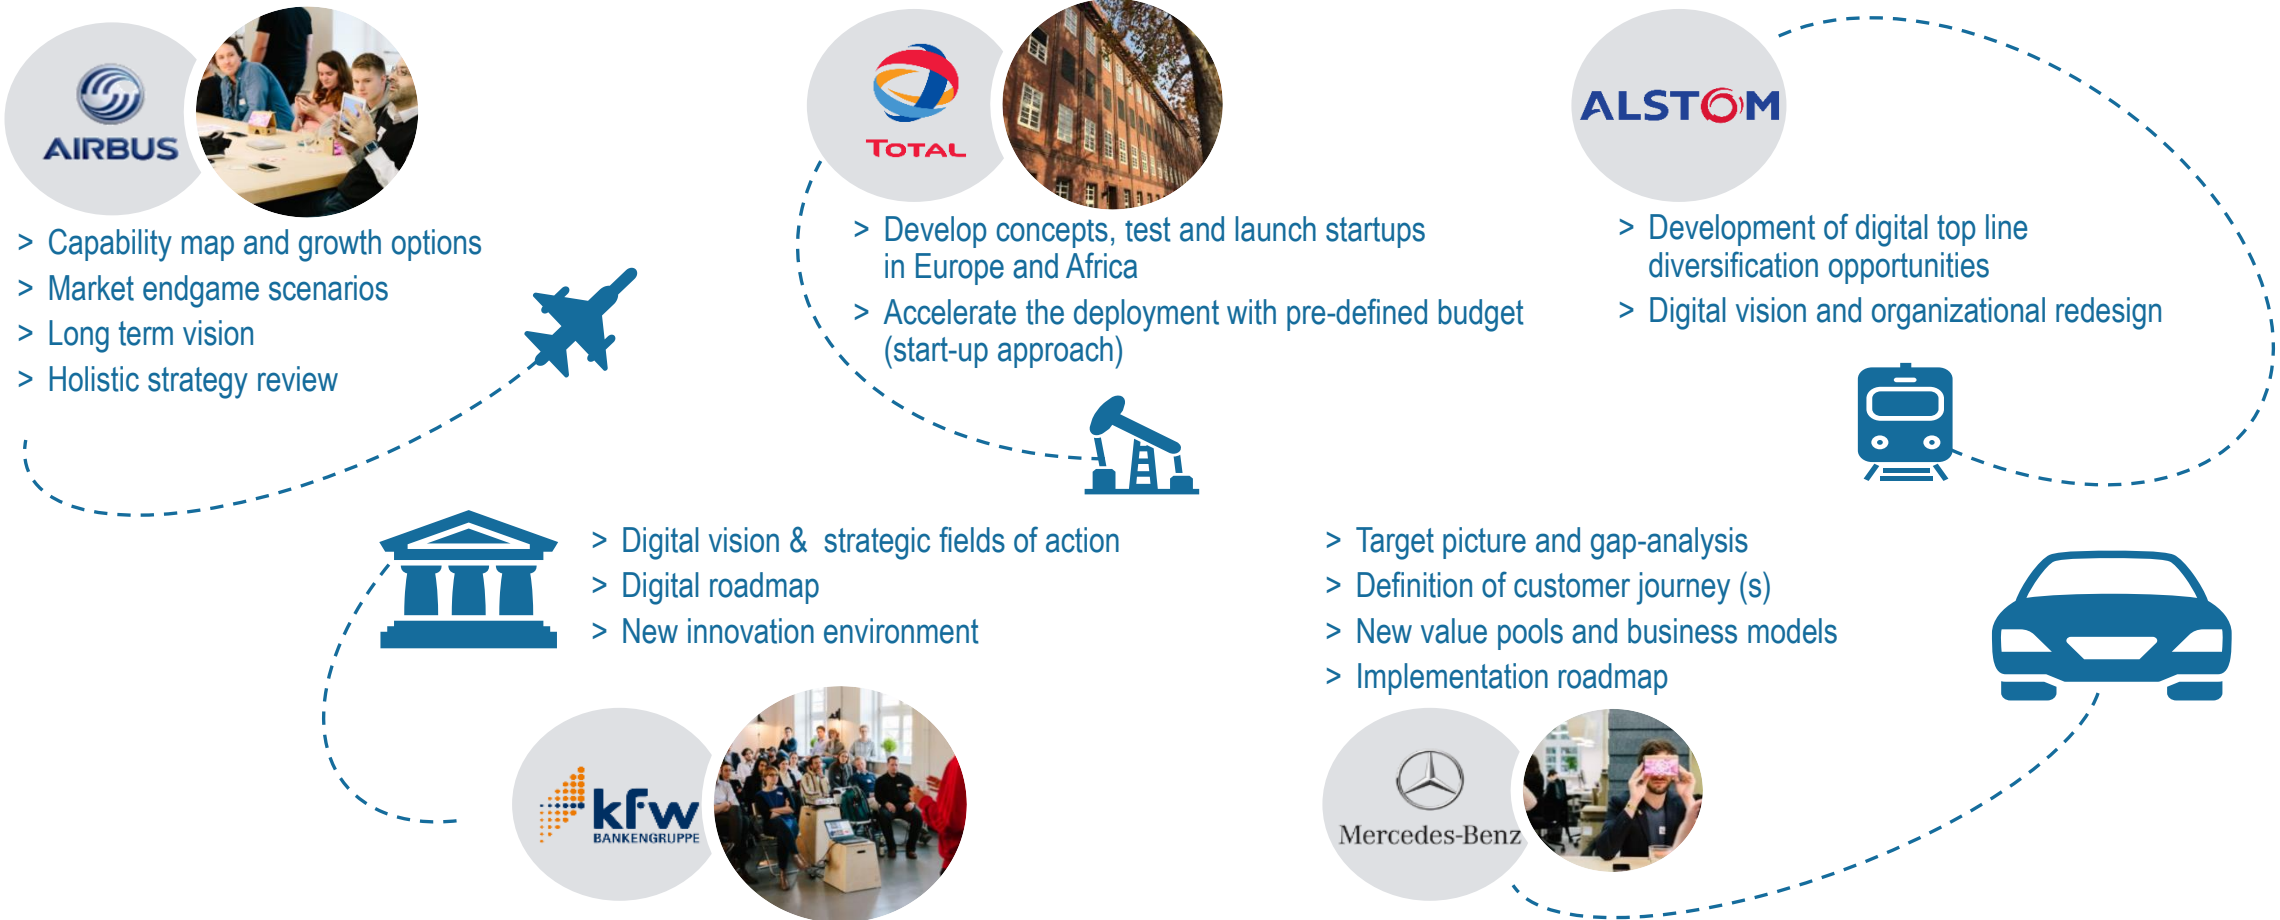 AIRBUS
> Capability map and growth options
> Market endgame scenarios
> Long term vision
> Holistic strategy review
TOTAL
> Develop concepts, test and launch startups
in Europe and Africa
> Accelerate the deployment with pre-defined budget
(start-up approach)
ALSTOM
> Development of digital top line
diversification opportunities
> Digital vision and organizational redesign
> Digital vision & strategic fields of action
> Digital roadmap
> New innovation environment
kfw
BANKENGRUPPE
> Target picture and gap-analysis
> Definition of customer journey (s)
> New value pools and business models
> Implementation roadmap
Mercedes-Benz